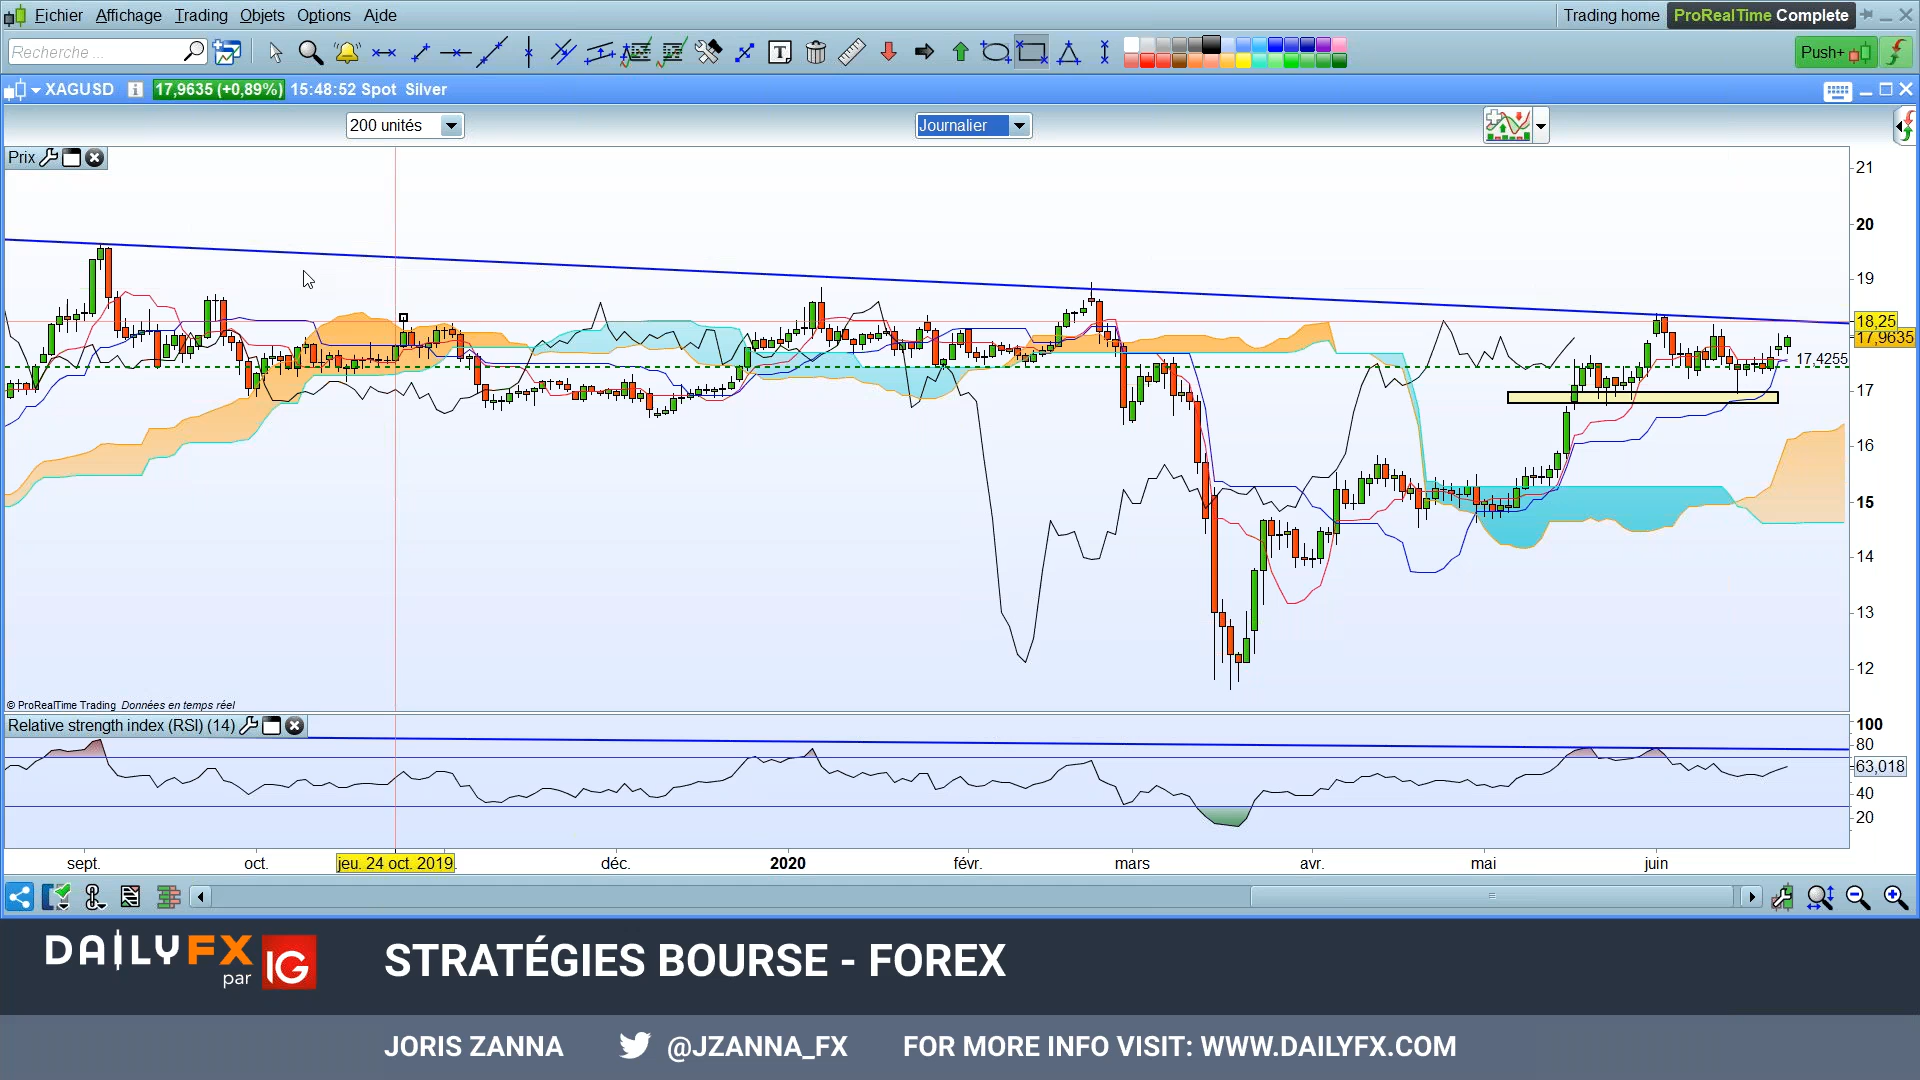 Fichier Affichage Trading Objets Options Aide Trading home ProRealTime Complete
Recherche ... T Push+
XAGUSD i 17,9635 (+0,89%) 15:48:52 Spot Silver
200 unités Journalier
Prix
21
20
19
18,25
17,9635
17,4255
17
16
15
14
13
12
© ProRealTime Trading Données en temps réel
Relative strength index (RSI) (14)
100
80
63,018
40
20
sept. oct. jeu. 24 oct. 2019 déc. 2020 févr. mars avr. mai juin
DAILYFX
par IG
STRATÉGIES BOURSE - FOREX
JORIS ZANNA @JZANNA_FX FOR MORE INFO VISIT: WWW.DAILYFX.COM